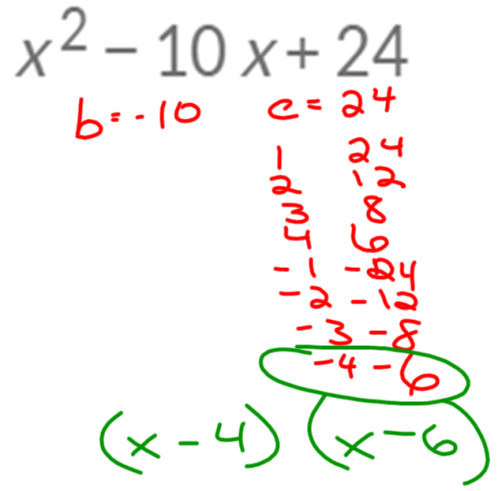 x² − 10 x + 24
b = -10 c = 24
1 24
2 12
3 8
4 6
-1 -24
-2 -12
-3 -8
-4 -6
(x - 4) (x - 6)